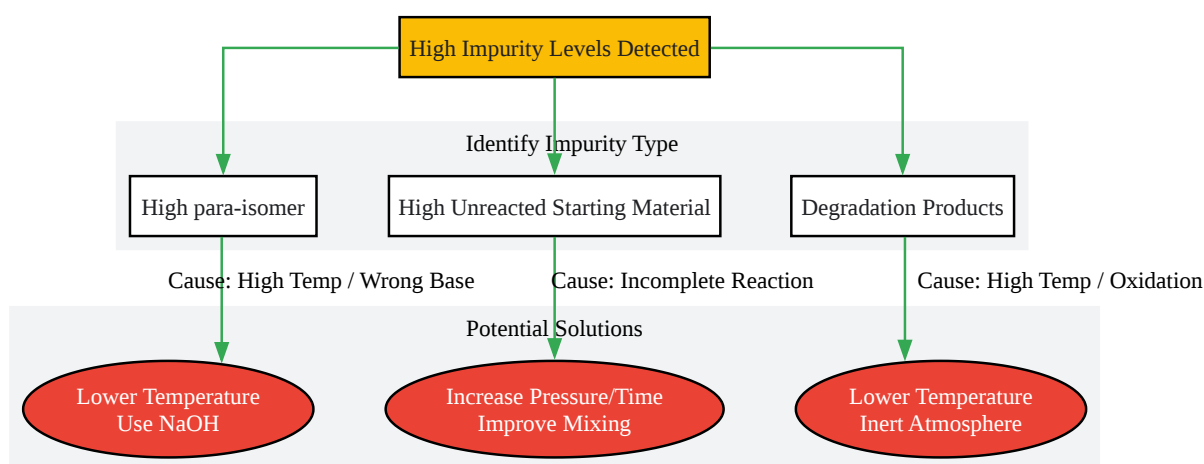 High Impurity Levels Detected
Identify Impurity Type
High para-isomer
High Unreacted Starting Material
Degradation Products
Cause: High Temp / Wrong Base
Cause: Incomplete Reaction
Cause: High Temp / Oxidation
Potential Solutions
Lower Temperature
Use NaOH
Increase Pressure/Time
Improve Mixing
Lower Temperature
Inert Atmosphere